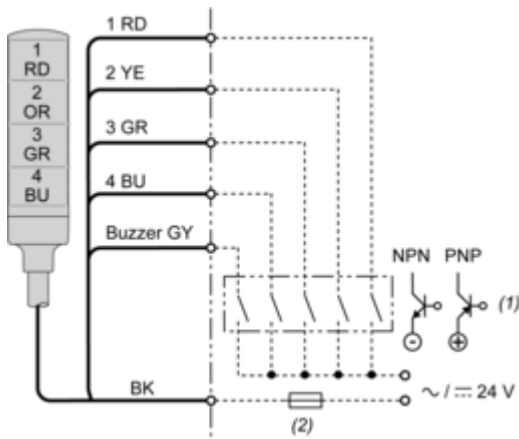 1
RD
2
OR
3
GR
4
BU
1 RD
2 YE
3 GR
4 BU
Buzzer GY
BK
NPN PNP
(1)
24 V
(2)